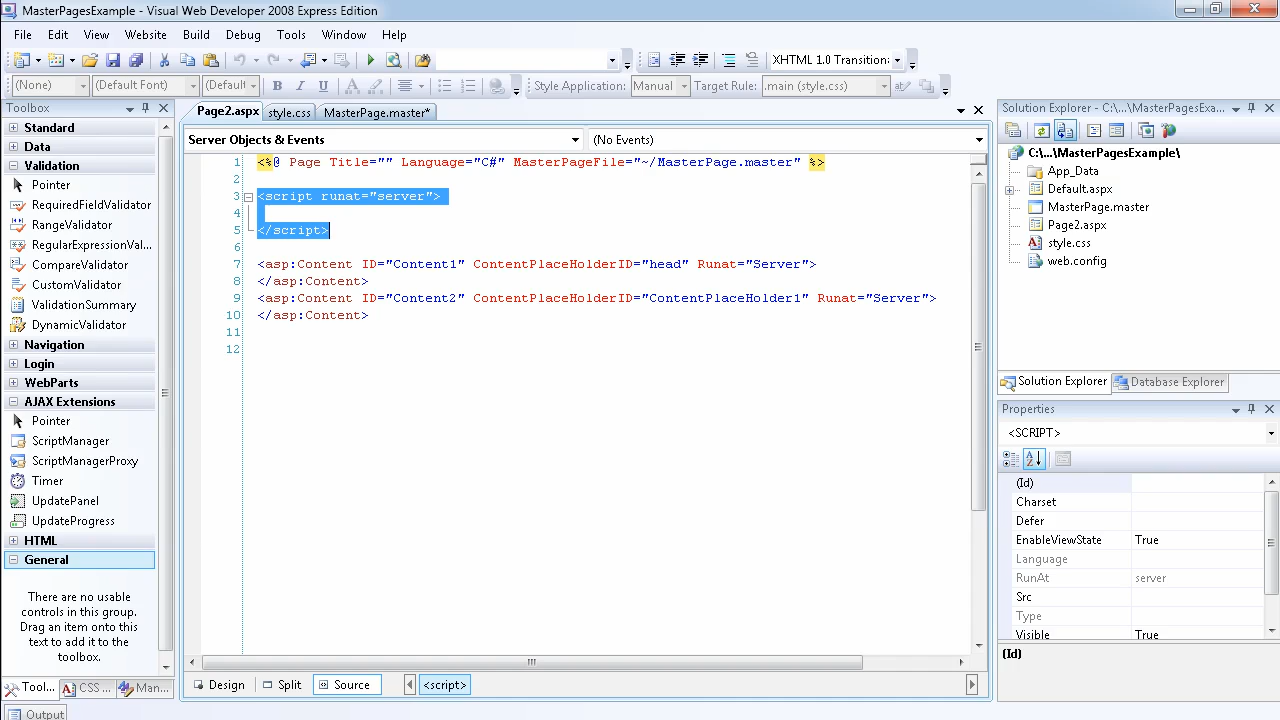 MasterPagesExample - Visual Web Developer 2008 Express Edition
File Edit View Website Build Debug Tools Window Help
XHTML 1.0 Transition
(None) (Default Font) (Default B I U A Style Application: Manual Target Rule: .main (style.css)
Toolbox
Standard
Data
Validation
Pointer
RequiredFieldValidator
RangeValidator
RegularExpressionVal...
CompareValidator
CustomValidator
ValidationSummary
DynamicValidator
Navigation
Login
WebParts
AJAX Extensions
Pointer
ScriptManager
ScriptManagerProxy
Timer
UpdatePanel
UpdateProgress
HTML
General
There are no usable
controls in this group.
Drag an item onto this
text to add it to the
toolbox.
Tool... CSS ... Man...
Output
Page2.aspx style.css MasterPage.master*
Server Objects & Events (No Events)
1 <%@ Page Title="" Language="C#" MasterPageFile="~/MasterPage.master" %>
2
3 <script runat="server">
4
5 </script>
6
7 <asp:Content ID="Content1" ContentPlaceHolderID="head" Runat="Server">
8 </asp:Content>
9 <asp:Content ID="Content2" ContentPlaceHolderID="ContentPlaceHolder1" Runat="Server">
10 </asp:Content>
11
12
Design Split Source <script>
Solution Explorer - C:\...\MasterPagesExa...
C:\...\MasterPagesExample\
App_Data
Default.aspx
MasterPage.master
Page2.aspx
style.css
web.config
Solution Explorer Database Explorer
Properties
<SCRIPT>
(Id)
Charset
Defer
EnableViewState True
Language
RunAt server
Src
Type
Visible True
(Id)